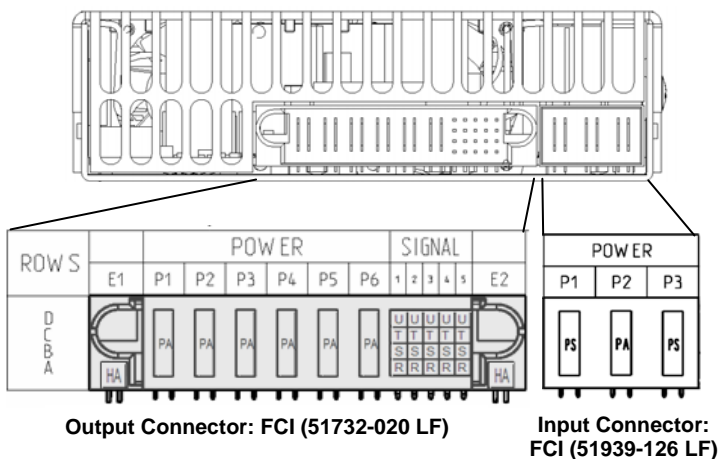 ROWS
POWER
SIGNAL
E1 P1 P2 P3 P4 P5 P6 1 2 3 4 5 E2
D
C
B
A
PA PA PA PA PA PA
U U U U U
T T T T T
S S S S S
R R R R R
HA HA
POWER
P1 P2 P3
PS PA PS
Output Connector: FCI (51732-020 LF)
Input Connector:
FCI (51939-126 LF)